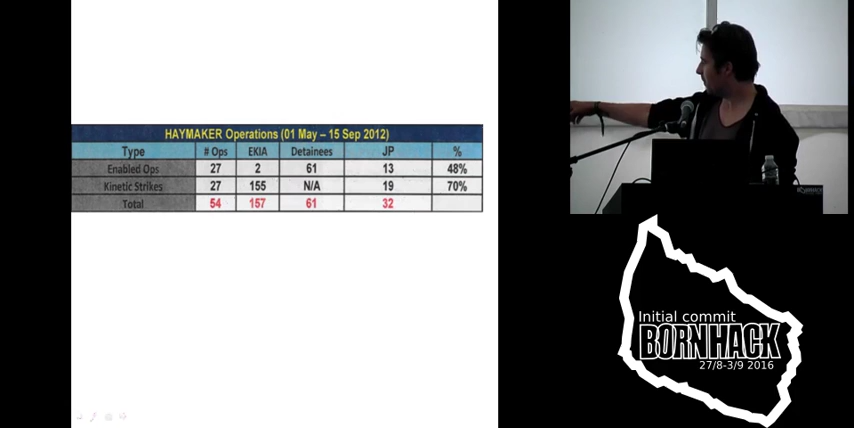 HAYMAKER Operations (01 May – 15 Sep 2012)
Type # Ops EKIA Detainees JP %
Enabled Ops 27 2 61 13 48%
Kinetic Strikes 27 155 N/A 19 70%
Total 54 157 61 32
Initial commit
BORNHACK
27/8-3/9 2016